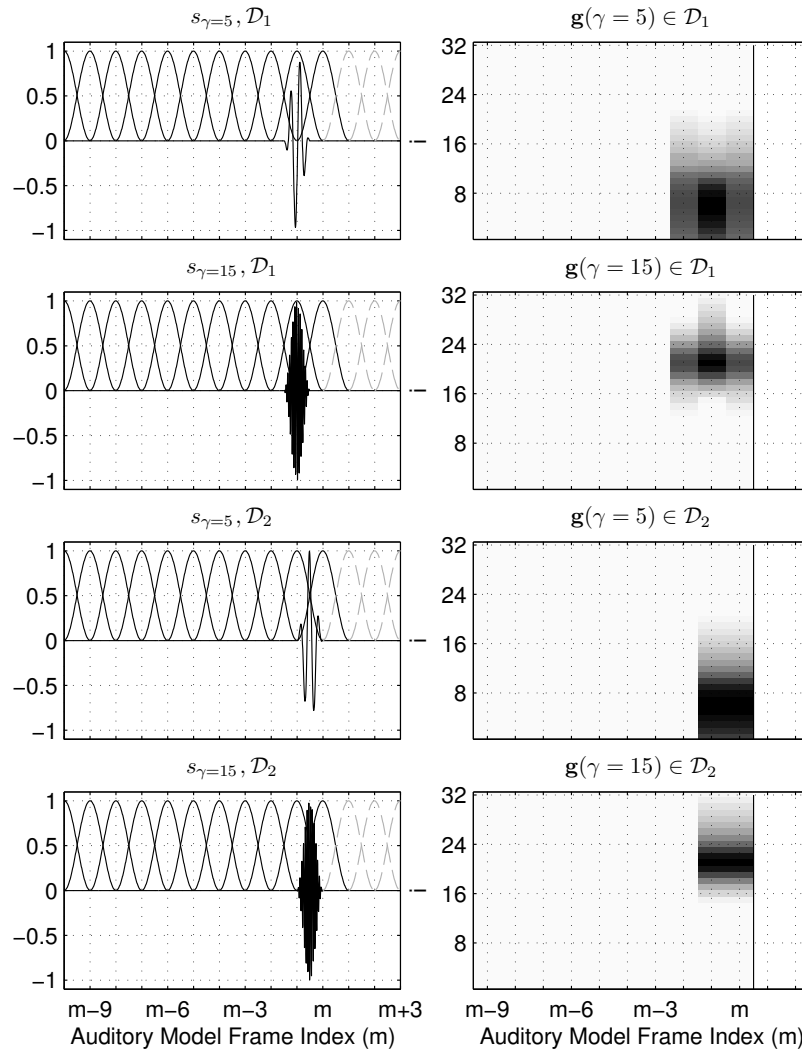 s_{γ=5}, 𝒟_1
g(γ = 5) ∈ 𝒟_1
1
0.5
0
−0.5
−1
i
32
24
16
8
s_{γ=15}, 𝒟_1
g(γ = 15) ∈ 𝒟_1
1
0.5
0
−0.5
−1
i
32
24
16
8
s_{γ=5}, 𝒟_2
g(γ = 5) ∈ 𝒟_2
1
0.5
0
−0.5
−1
i
32
24
16
8
s_{γ=15}, 𝒟_2
g(γ = 15) ∈ 𝒟_2
1
0.5
0
−0.5
−1
i
32
24
16
8
m−9 m−6 m−3 m m+3
m−9 m−6 m−3 m
Auditory Model Frame Index (m)
Auditory Model Frame Index (m)